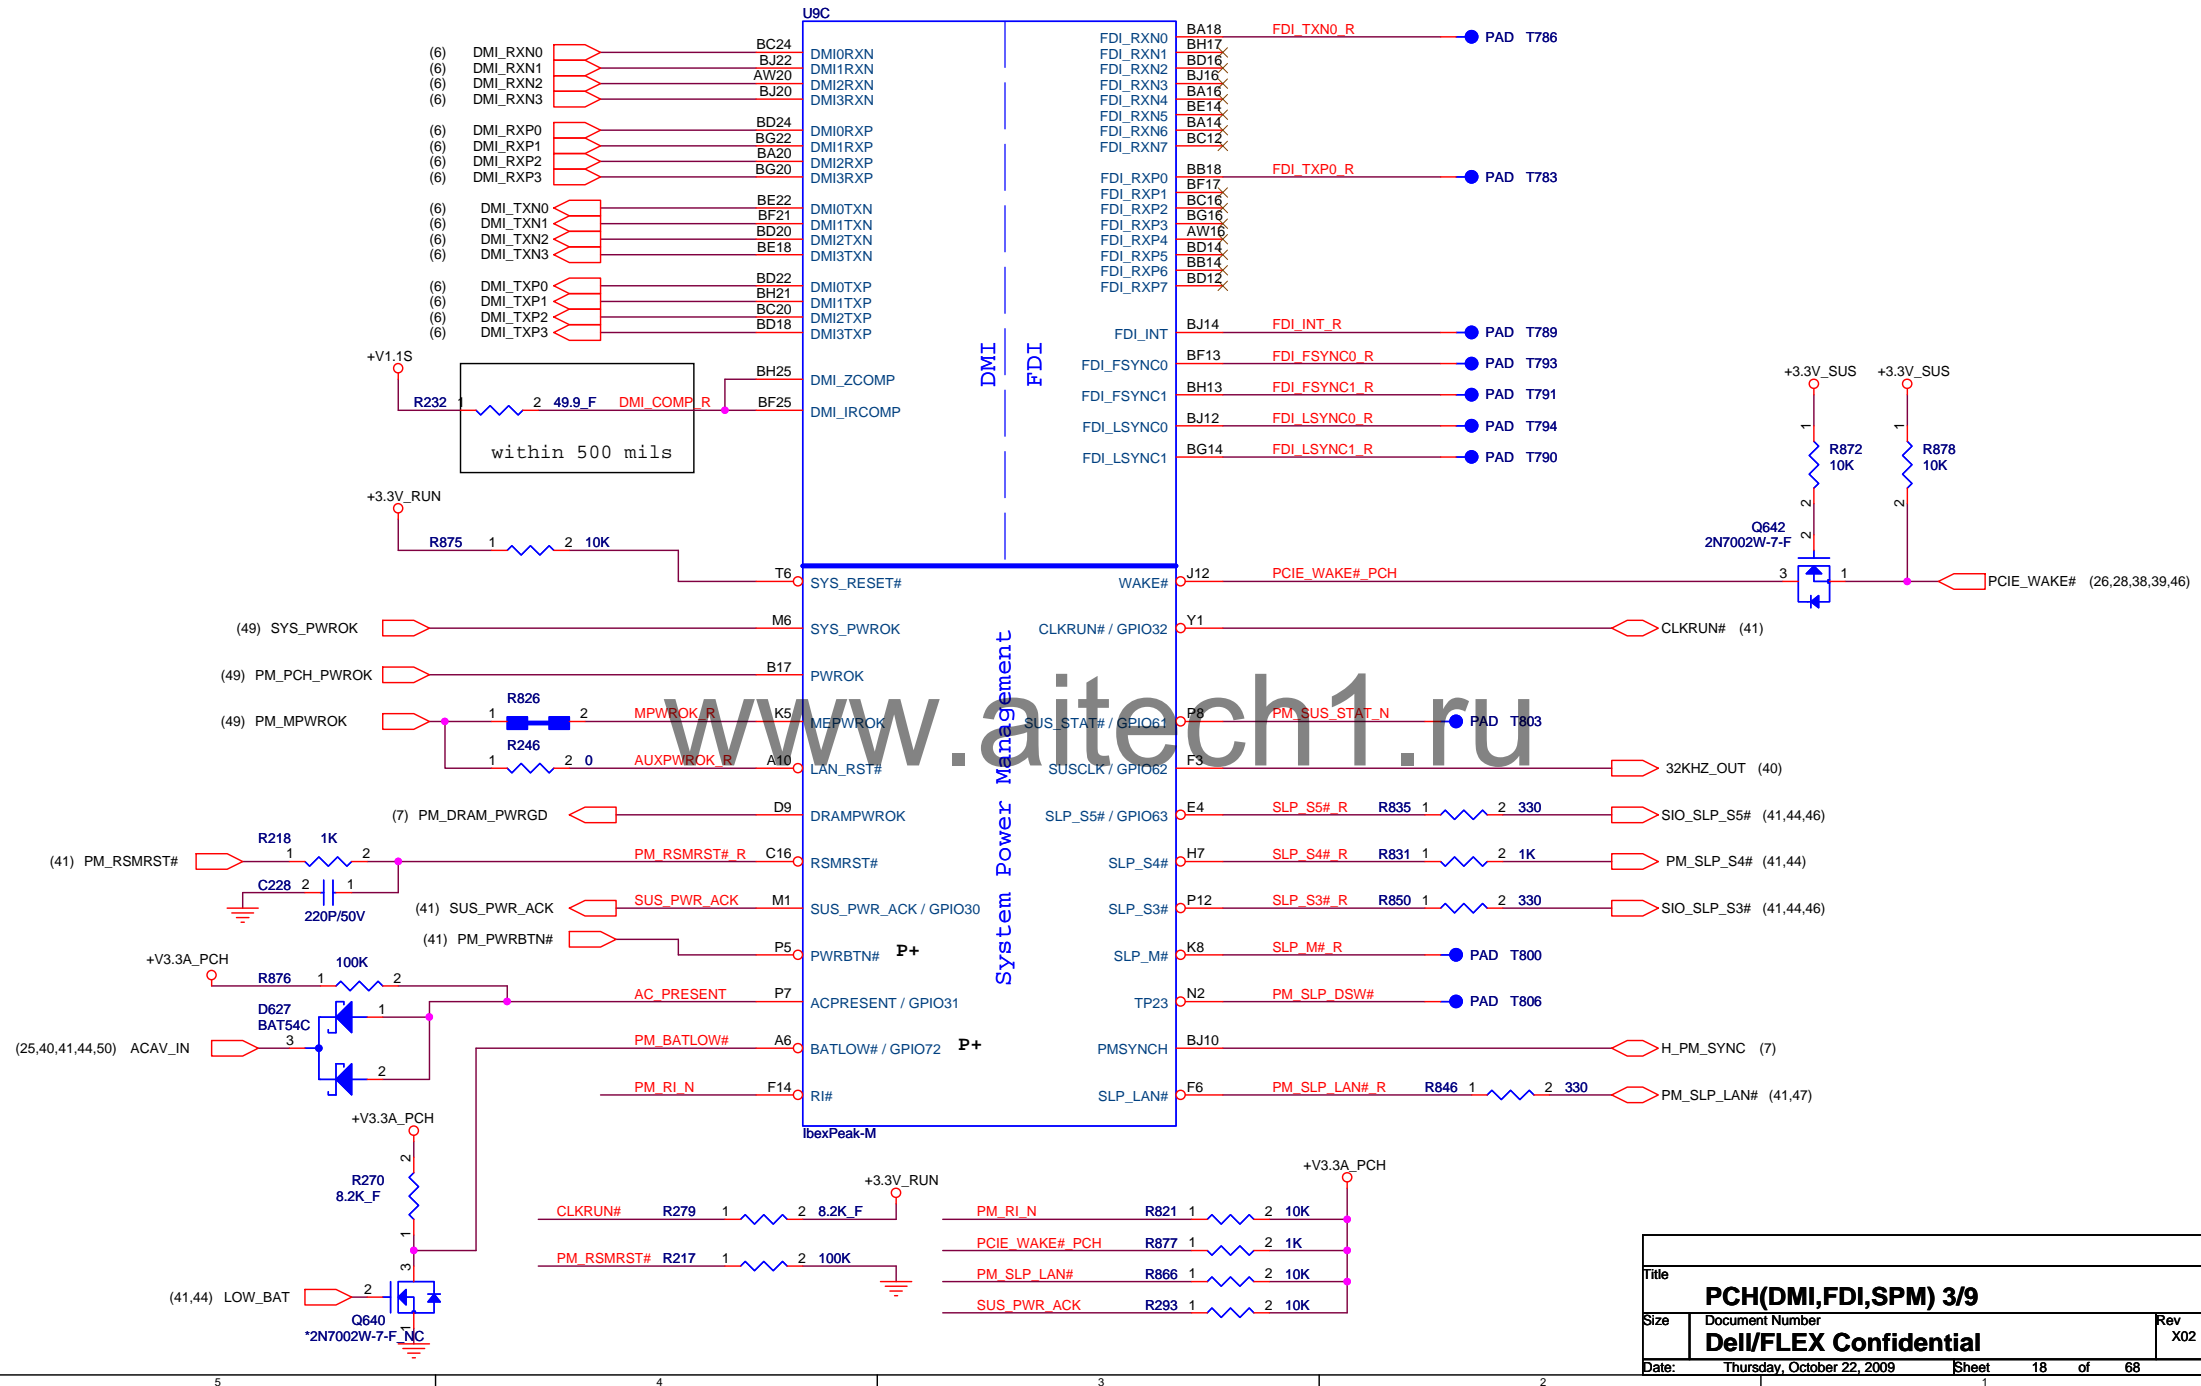 U9C
(6) DMI_RXN0 BC24 DMI0RXN
(6) DMI_RXN1 BJ22 DMI1RXN
(6) DMI_RXN2 AW20 DMI2RXN
(6) DMI_RXN3 BJ20 DMI3RXN
(6) DMI_RXP0 BD24 DMI0RXP
(6) DMI_RXP1 BG22 DMI1RXP
(6) DMI_RXP2 BA20 DMI2RXP
(6) DMI_RXP3 BG20 DMI3RXP
(6) DMI_TXN0 BE22 DMI0TXN
(6) DMI_TXN1 BF21 DMI1TXN
(6) DMI_TXN2 BD20 DMI2TXN
(6) DMI_TXN3 BE18 DMI3TXN
(6) DMI_TXP0 BD22 DMI0TXP
(6) DMI_TXP1 BH21 DMI1TXP
(6) DMI_TXP2 BC20 DMI2TXP
(6) DMI_TXP3 BD18 DMI3TXP
+V1.1S
BH25 DMI_ZCOMP
R232 1 2 49.9_F DMI_COMP_R BF25 DMI_IRCOMP
within 500 mils
DMI
FDI
FDI_RXN0 BA18 FDI_TXN0_R PAD T786
FDI_RXN1 BH17
FDI_RXN2 BD16
FDI_RXN3 BJ16
FDI_RXN4 BA16
FDI_RXN5 BE14
FDI_RXN6 BA14
FDI_RXN7 BC12
FDI_RXP0 BB18 FDI_TXP0_R PAD T783
FDI_RXP1 BF17
FDI_RXP2 BC16
FDI_RXP3 BG16
FDI_RXP4 AW16
FDI_RXP5 BD14
FDI_RXP6 BB14
FDI_RXP7 BD12
FDI_INT BJ14 FDI_INT_R PAD T789
FDI_FSYNC0 BF13 FDI_FSYNC0_R PAD T793
FDI_FSYNC1 BH13 FDI_FSYNC1_R PAD T791
FDI_LSYNC0 BJ12 FDI_LSYNC0_R PAD T794
FDI_LSYNC1 BG14 FDI_LSYNC1_R PAD T790
+3.3V_SUS +3.3V_SUS
1 R872 10K 2
1 R878 10K 2
Q642 2
2N7002W-7-F
+3.3V_RUN
R875 1 2 10K
T6 SYS_RESET#
(49) SYS_PWROK M6 SYS_PWROK
(49) PM_PCH_PWROK B17 PWROK
(49) PM_MPWROK 1 R826 2 MPWROK_R K5 MEPWROK
R246 1 2 0 AUXPWROK_R A10 LAN_RST#
(7) PM_DRAM_PWRGD D9 DRAMPWROK
R218 1K
(41) PM_RSMRST# 1 2 PM_RSMRST#_R C16 RSMRST#
C228 2 1
220P/50V
(41) SUS_PWR_ACK SUS_PWR_ACK M1 SUS_PWR_ACK / GPIO30
(41) PM_PWRBTN# P5 PWRBTN# P+
+V3.3A_PCH
R876 1 100K 2
AC_PRESENT P7 ACPRESENT / GPIO31
D627 1
BAT54C
(25,40,41,44,50) ACAV_IN 3
2
PM_BATLOW# A6 BATLOW# / GPIO72 P+
PM_RI_N F14 RI#
System Power Management
WAKE# J12 PCIE_WAKE#_PCH 3 1 PCIE_WAKE# (26,28,38,39,46)
CLKRUN# / GPIO32 Y1 CLKRUN# (41)
SUS_STAT# / GPIO61 P8 PM_SUS_STAT_N PAD T803
SUSCLK / GPIO62 F3 32KHZ_OUT (40)
SLP_S5# / GPIO63 E4 SLP_S5#_R R835 1 2 330 SIO_SLP_S5# (41,44,46)
SLP_S4# H7 SLP_S4#_R R831 1 2 1K PM_SLP_S4# (41,44)
SLP_S3# P12 SLP_S3#_R R850 1 2 330 SIO_SLP_S3# (41,44,46)
SLP_M# K8 SLP_M#_R PAD T800
TP23 N2 PM_SLP_DSW# PAD T806
PMSYNCH BJ10 H_PM_SYNC (7)
SLP_LAN# F6 PM_SLP_LAN#_R R846 1 2 330 PM_SLP_LAN# (41,47)
IbexPeak-M
www.aitech1.ru
+V3.3A_PCH
2
R270
8.2K_F
1
3
(41,44) LOW_BAT 2
Q640
*2N7002W-7-F_NC
1
+3.3V_RUN
CLKRUN# R279 1 2 8.2K_F
PM_RSMRST# R217 1 2 100K
+V3.3A_PCH
PM_RI_N R821 1 2 10K
PCIE_WAKE#_PCH R877 1 2 1K
PM_SLP_LAN# R866 1 2 10K
SUS_PWR_ACK R293 1 2 10K
Title
PCH(DMI,FDI,SPM) 3/9
Size Document Number Rev
Dell/FLEX Confidential X02
Date: Thursday, October 22, 2009 Sheet 18 of 68
5 4 3 2 1